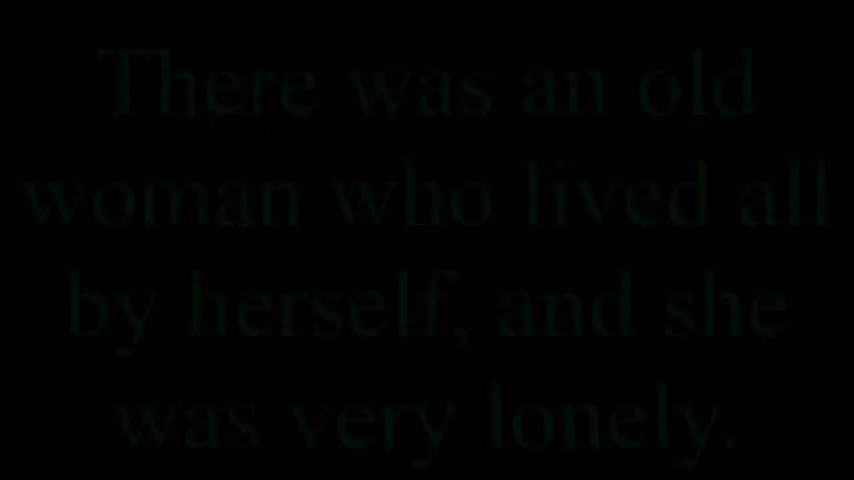 There was an old
woman who lived all
by herself, and she
was very lonely.